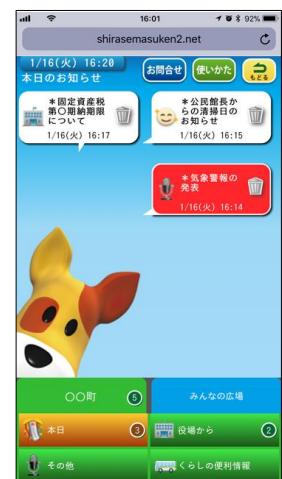 16:01
92%
shirasemasuken2.net
1/16(火) 16:20
本日のお知らせ
お問合せ
使いかた
もどる
*固定資産税
第〇期納期限
について
1/16(火) 16:17
*公民館長か
らの清掃日の
お知らせ
1/16(火) 16:15
*気象警報の
発表
1/16(火) 16:14
〇〇町
5
みんなの広場
本日
3
役場から
2
その他
くらしの便利情報